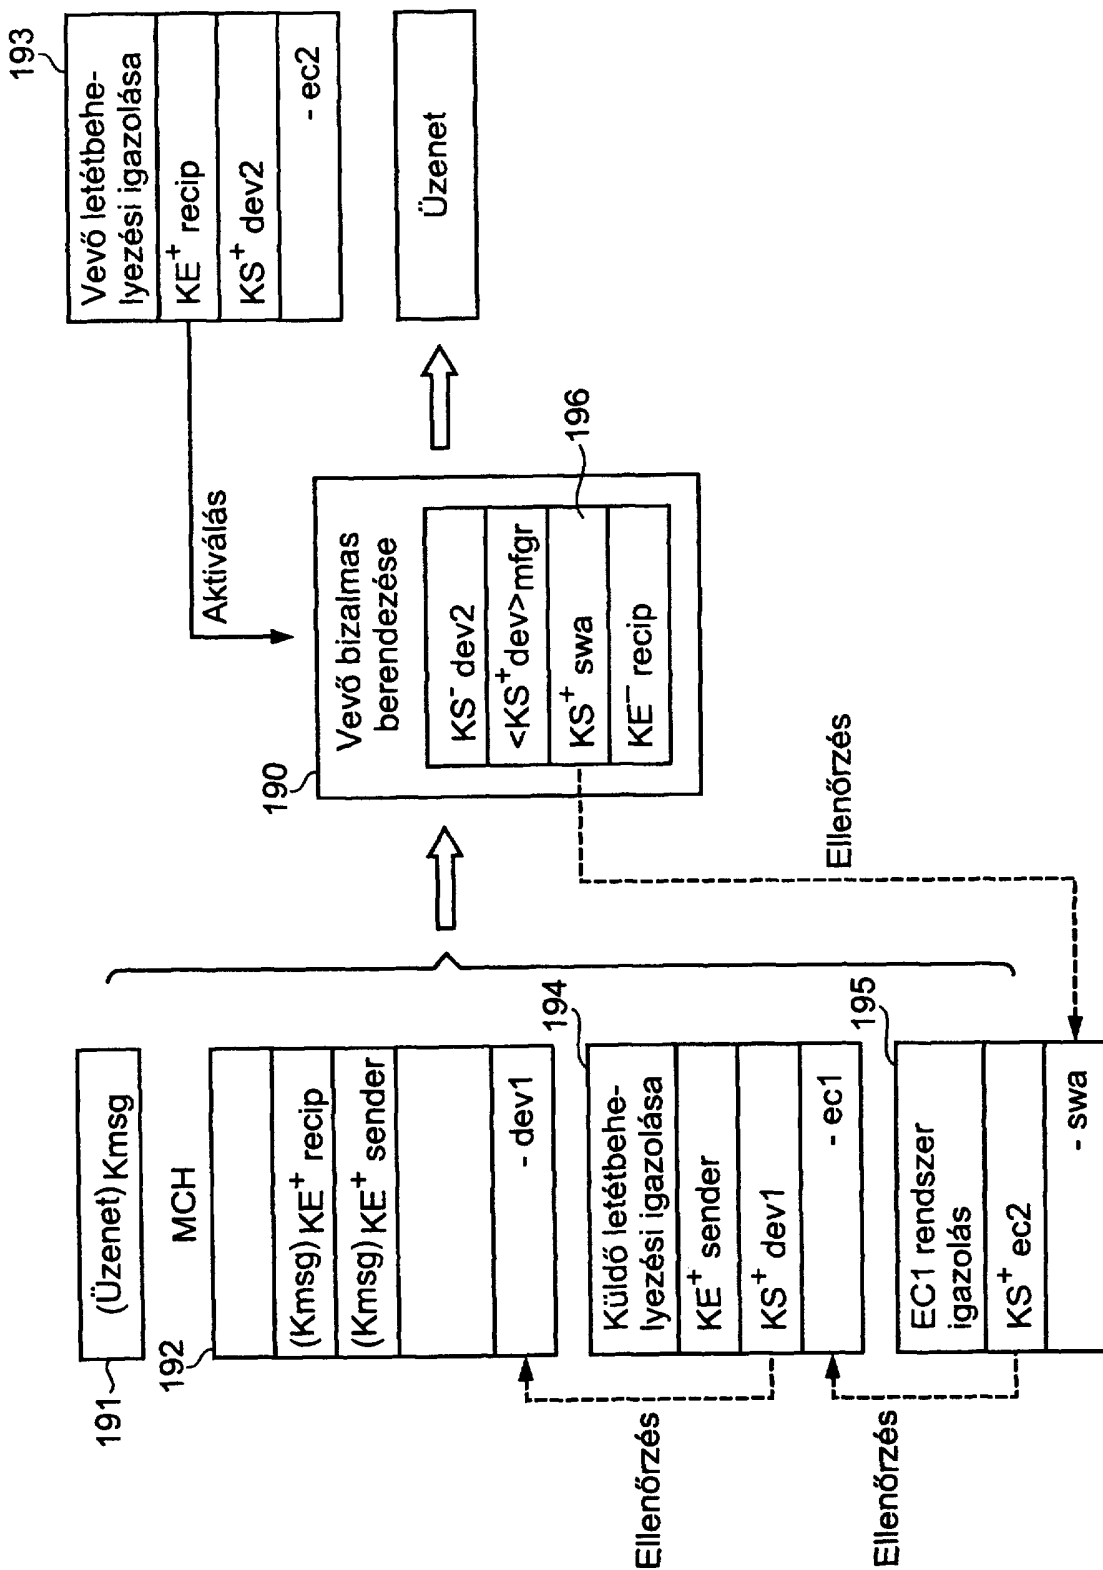 191
(Üzenet)Kmsg
MCH
192
(Kmsg)KE+ recip
(Kmsg)KE+ sender
- dev1
Ellenőrzés
194
Küldő letétbehe-
lyezési igazolása
KE+ sender
KS+ dev1
- ec1
Ellenőrzés
195
EC1 rendszer
igazolás
KS+ ec2
- swa
Ellenőrzés
190
Vevő bizalmas
berendezése
KS- dev2
<KS+dev>mfgr
KS+ swa
KE- recip
196
Aktiválás
193
Vevő letétbehe-
lyezési igazolása
KE+ recip
KS+ dev2
- ec2
Üzenet